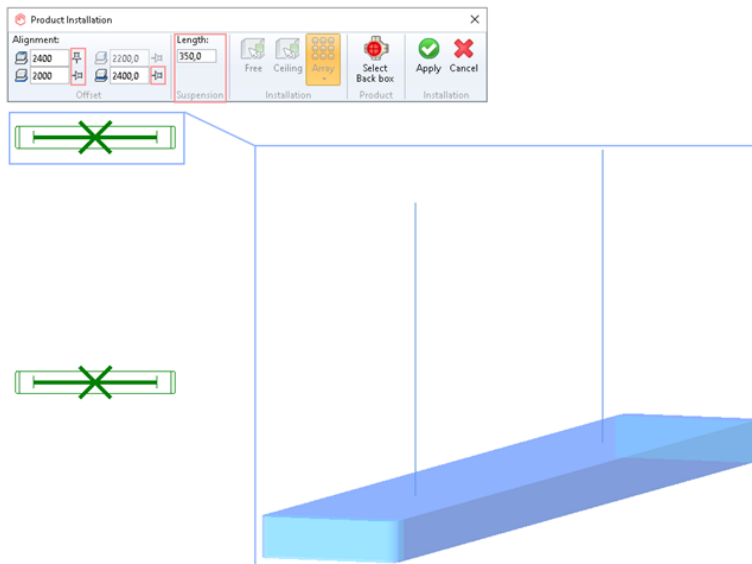 Product Installation
Alignment:
Length:
2400
2200,0
350,0
2000
2400,0
Free
Ceiling
Array
Select
Back box
Apply
Cancel
Offset
Suspension
Installation
Product
Installation